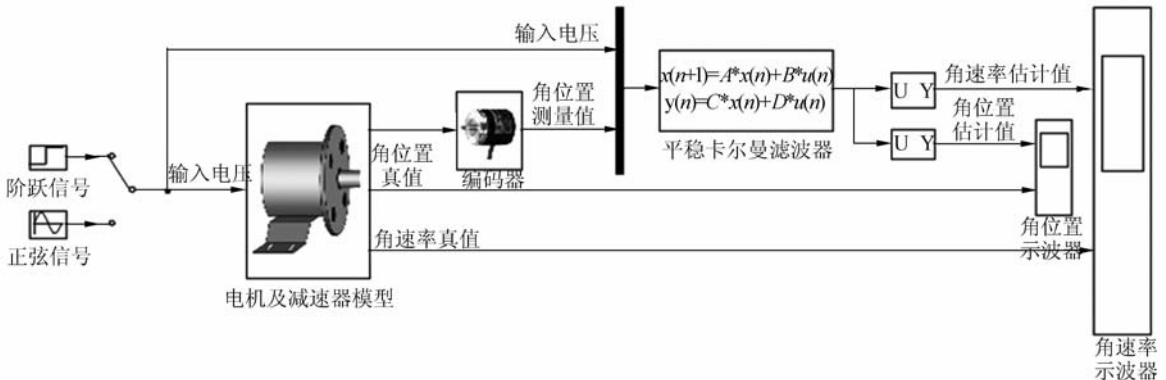 输入电压
x(n+1)=A*x(n)+B*u(n)
y(n)=C*x(n)+D*u(n)
平稳卡尔曼滤波器
U Y
角速率估计值
角位置
估计值
U Y
角位置
测量值
编码器
角位置
真值
阶跃信号
输入电压
正弦信号
角速率真值
电机及减速器模型
角位置
示波器
角速率
示波器